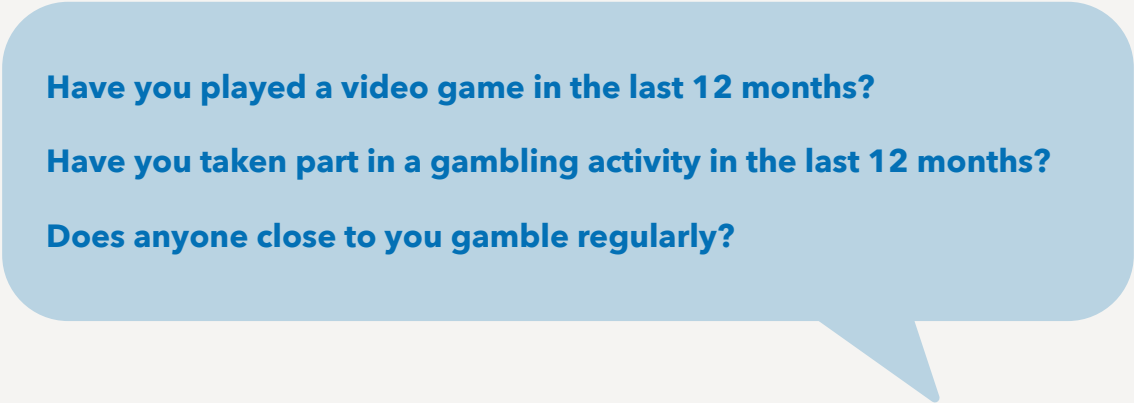 Have you played a video game in the last 12 months?
Have you taken part in a gambling activity in the last 12 months?
Does anyone close to you gamble regularly?